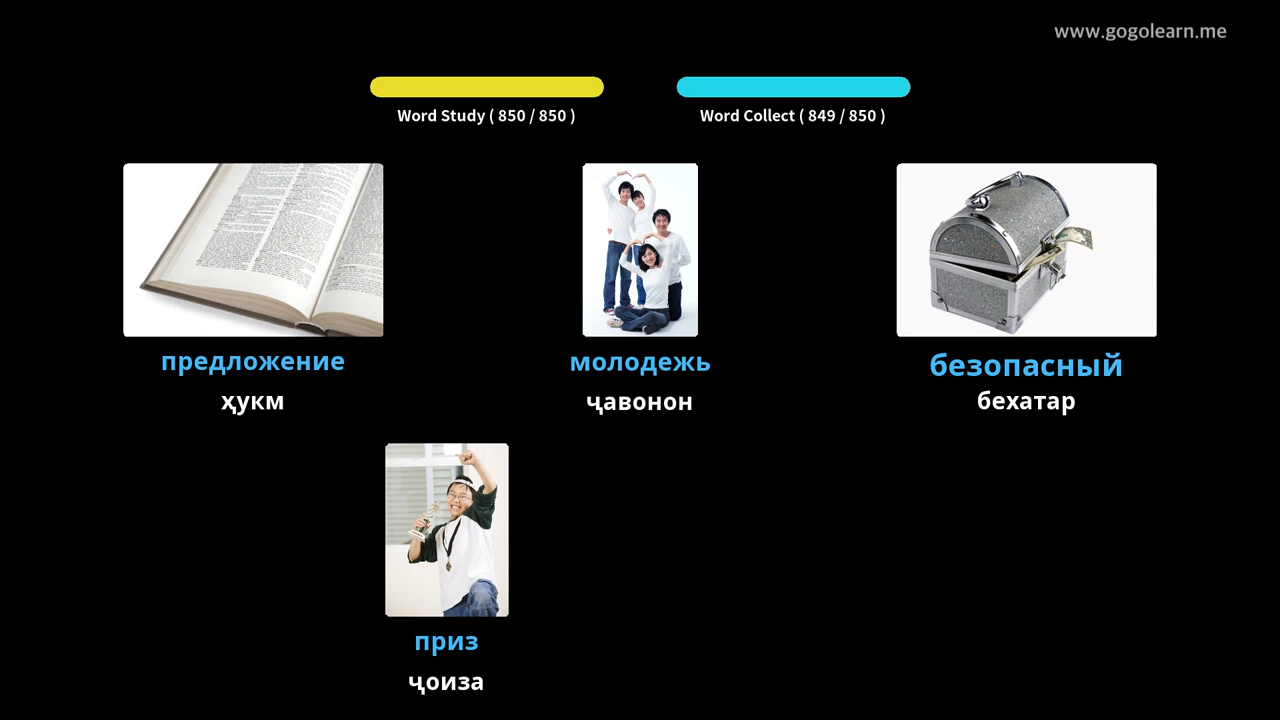 www.gogolearn.me
Word Study ( 850 / 850 )
Word Collect ( 849 / 850 )
предложение
молодежь
безопасный
ҳукм
ҷавонон
бехатар
приз
ҷоиза